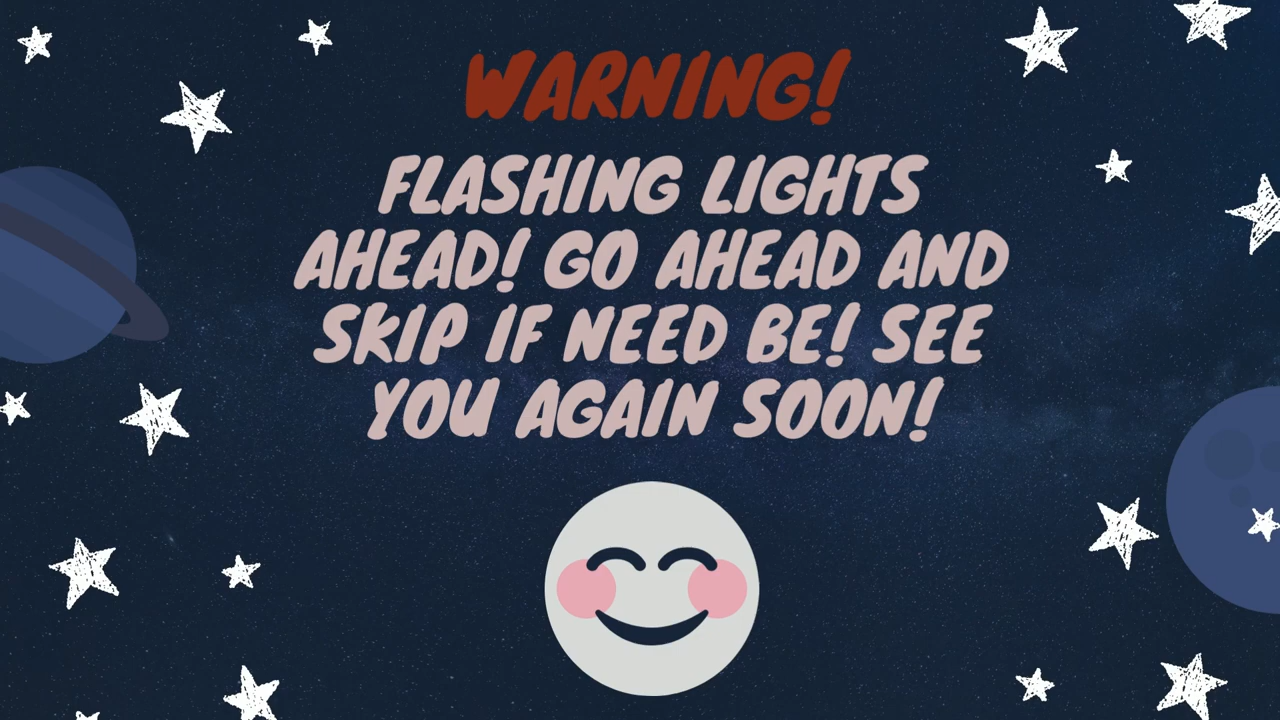 WARNING!
FLASHING LIGHTS
AHEAD! GO AHEAD AND
SKIP IF NEED BE! SEE
YOU AGAIN SOON!